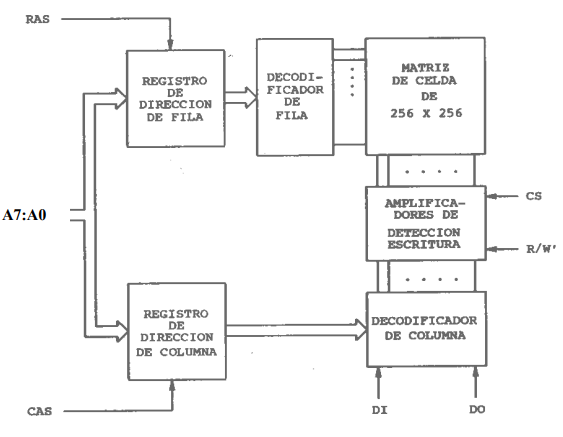 RAS
REGISTRO
DE
DIRECCION
DE FILA
DECODI-
FICADOR
DE
FILA
MATRIZ
DE CELDA
DE
256 X 256
A7:A0
AMPLIFICA-
DORES DE
DETECCION
ESCRITURA
CS
R/W'
REGISTRO
DE
DIRECCION
DE COLUMNA
DECODIFICADOR
DE COLUMNA
CAS
DI
DO